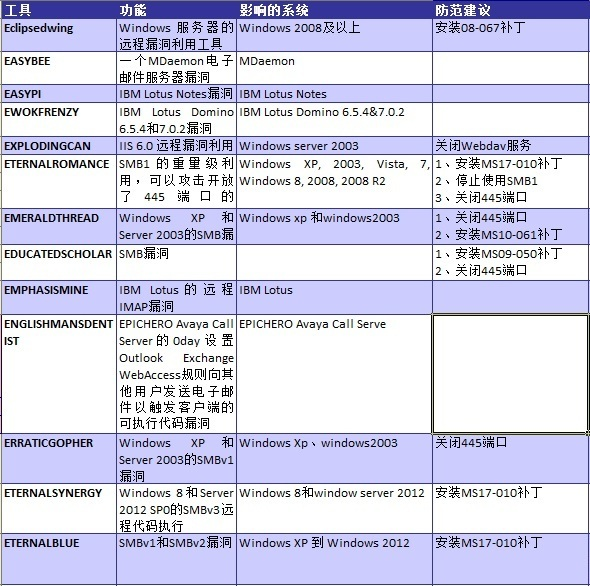 工具 功能 影响的系统 防范建议
Eclipsedwing Windows 服务器的 Windows 2008及以上 安装08-067补丁
远程漏洞利用工具
EASYBEE 一个MDaemon电子 MDaemon
邮件服务器漏洞
EASYPI IBM Lotus Notes漏洞 IBM Lotus Notes
EWOKFRENZY IBM Lotus Domino IBM Lotus Domino 6.5.4&7.0.2
6.5.4和7.0.2漏洞
EXPLODINGCAN IIS 6.0 远程漏洞利用 Windows server 2003 关闭Webdav服务
ETERNALROMANCE SMB1 的重量级利 Windows XP, 2003, Vista, 7, 1、安装MS17-010补丁
用，可以攻击开放 Windows 8, 2008, 2008 R2 2、停止使用SMB1
了 445 端口的 3、关闭445端口
EMERALDTHREAD Windows XP 和 Windows xp 和windows2003 1、关闭445端口
Server 2003的SMB漏 2、安装MS10-061补丁
EDUCATEDSCHOLAR SMB漏洞 1、安装MS09-050补丁
2、关闭445端口
EMPHASISMINE IBM Lotus 的远程 IBM Lotus
IMAP漏洞
ENGLISHMANSDENT EPICHERO Avaya Call EPICHERO Avaya Call Serve
IST Server 的 0day 设置
Outlook Exchange
WebAccess规则向其
他用户发送电子邮
件以触发客户端的
可执行代码漏洞
ERRATICGOPHER Windows XP 和 Windows Xp、windows2003 关闭445端口
Server 2003的SMBv1
漏洞
ETERNALSYNERGY Windows 8 和 Server Windows 8和window server 2012 安装MS17-010补丁
2012 SP0的SMBv3远
程代码执行
ETERNALBLUE SMBv1和SMBv2漏洞 Windows XP 到 Windows 2012 安装MS17-010补丁